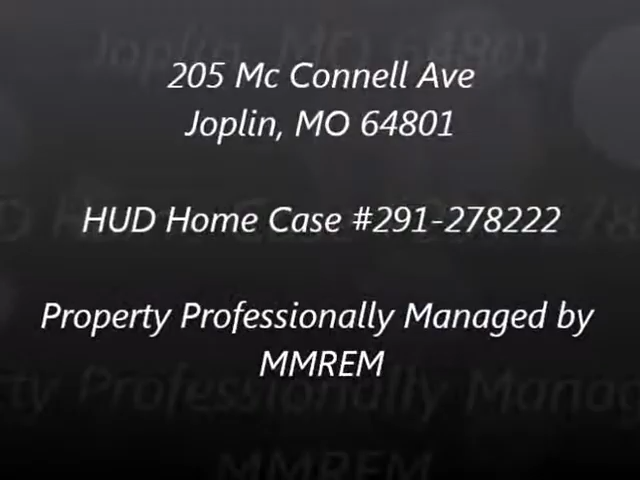 205 Mc Connell Ave
Joplin, MO 64801
HUD Home Case #291-278222
Property Professionally Managed by
MMREM